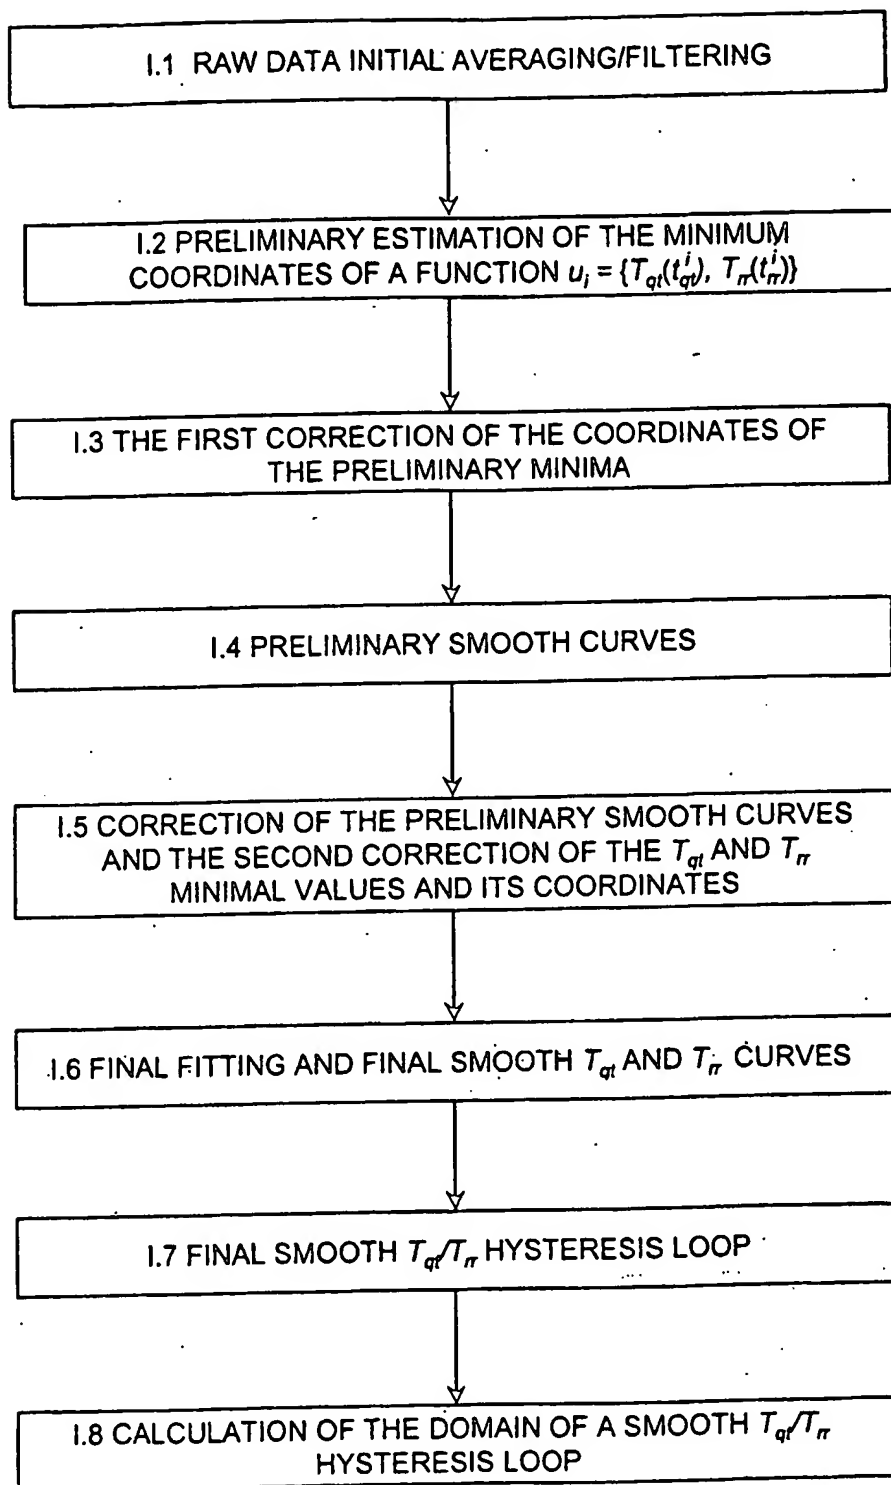 I.1 RAW DATA INITIAL AVERAGING/FILTERING
I.2 PRELIMINARY ESTIMATION OF THE MINIMUM
COORDINATES OF A FUNCTION u_i = {T_qt(t^i_qt), T_rr(t^i_rr)}
I.3 THE FIRST CORRECTION OF THE COORDINATES OF
THE PRELIMINARY MINIMA
I.4 PRELIMINARY SMOOTH CURVES
I.5 CORRECTION OF THE PRELIMINARY SMOOTH CURVES
AND THE SECOND CORRECTION OF THE T_qt AND T_rr
MINIMAL VALUES AND ITS COORDINATES
I.6 FINAL FITTING AND FINAL SMOOTH T_qt AND T_rr CURVES
I.7 FINAL SMOOTH T_qt/T_rr HYSTERESIS LOOP
I.8 CALCULATION OF THE DOMAIN OF A SMOOTH T_qt/T_rr
HYSTERESIS LOOP